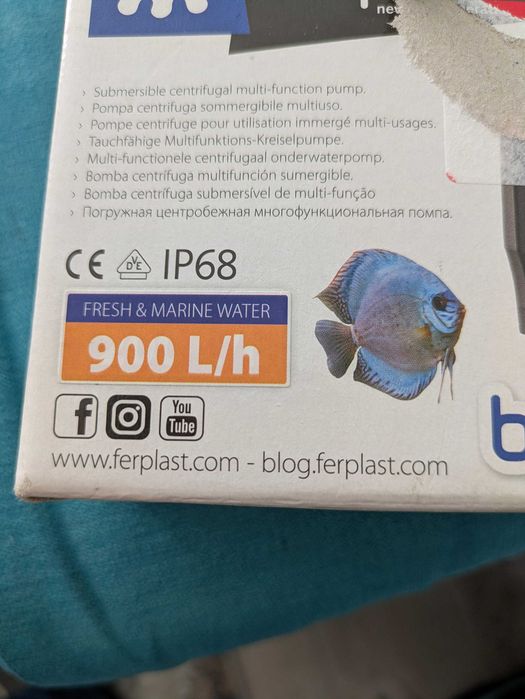 new
› Submersible centrifugal multi-function pump.
› Pompa centrifuga sommergibile multiuso.
› Pompe centrifuge pour utilisation immergé multi-usages.
› Tauchfähige Multifunktions-Kreiselpumpe.
› Multi-functionele centrifugaal onderwaterpomp.
› Bomba centrífuga multifunción sumergible.
› Bomba centrífuga submersível de multi-função
› Погружная центробежная многофункциональная помпа.
CE DVE IP68
FRESH & MARINE WATER
900 L/h
f You Tube
www.ferplast.com - blog.ferplast.com
b